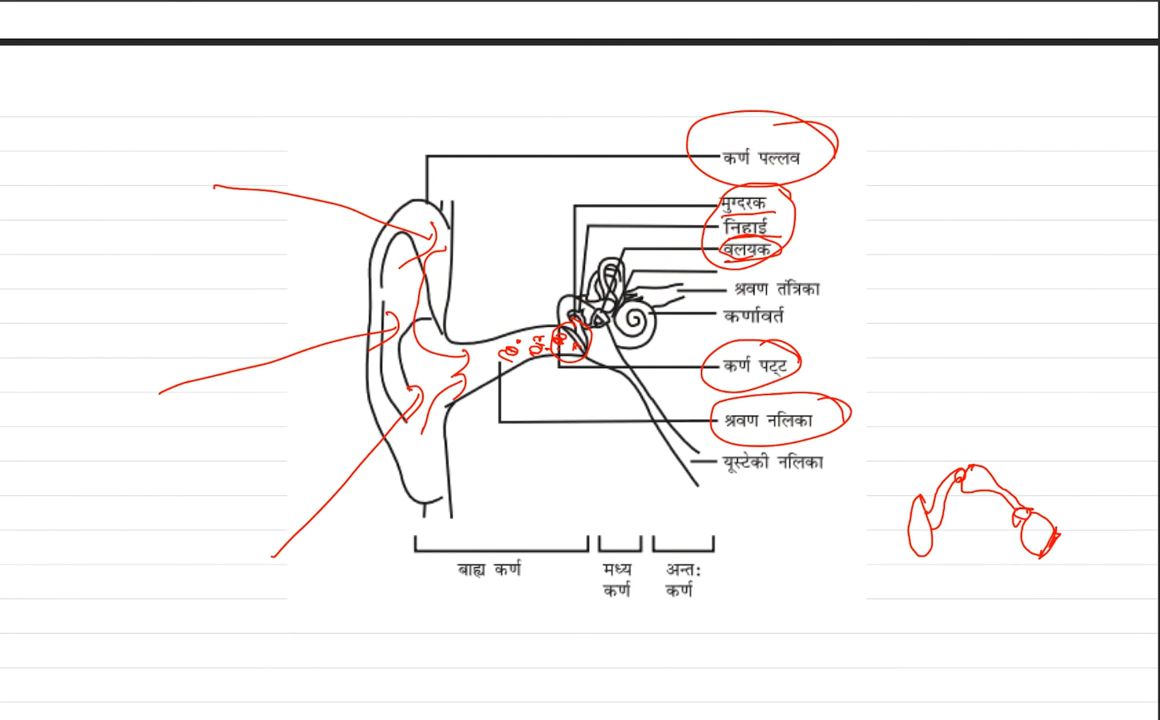 कर्ण पल्लव
मुग्दरक
निहाई
वलयक
श्रवण तंत्रिका
कर्णावर्त
कर्ण पट्ट
श्रवण नलिका
यूस्टेकी नलिका
बाह्य कर्ण
मध्य कर्ण
अन्त: कर्ण